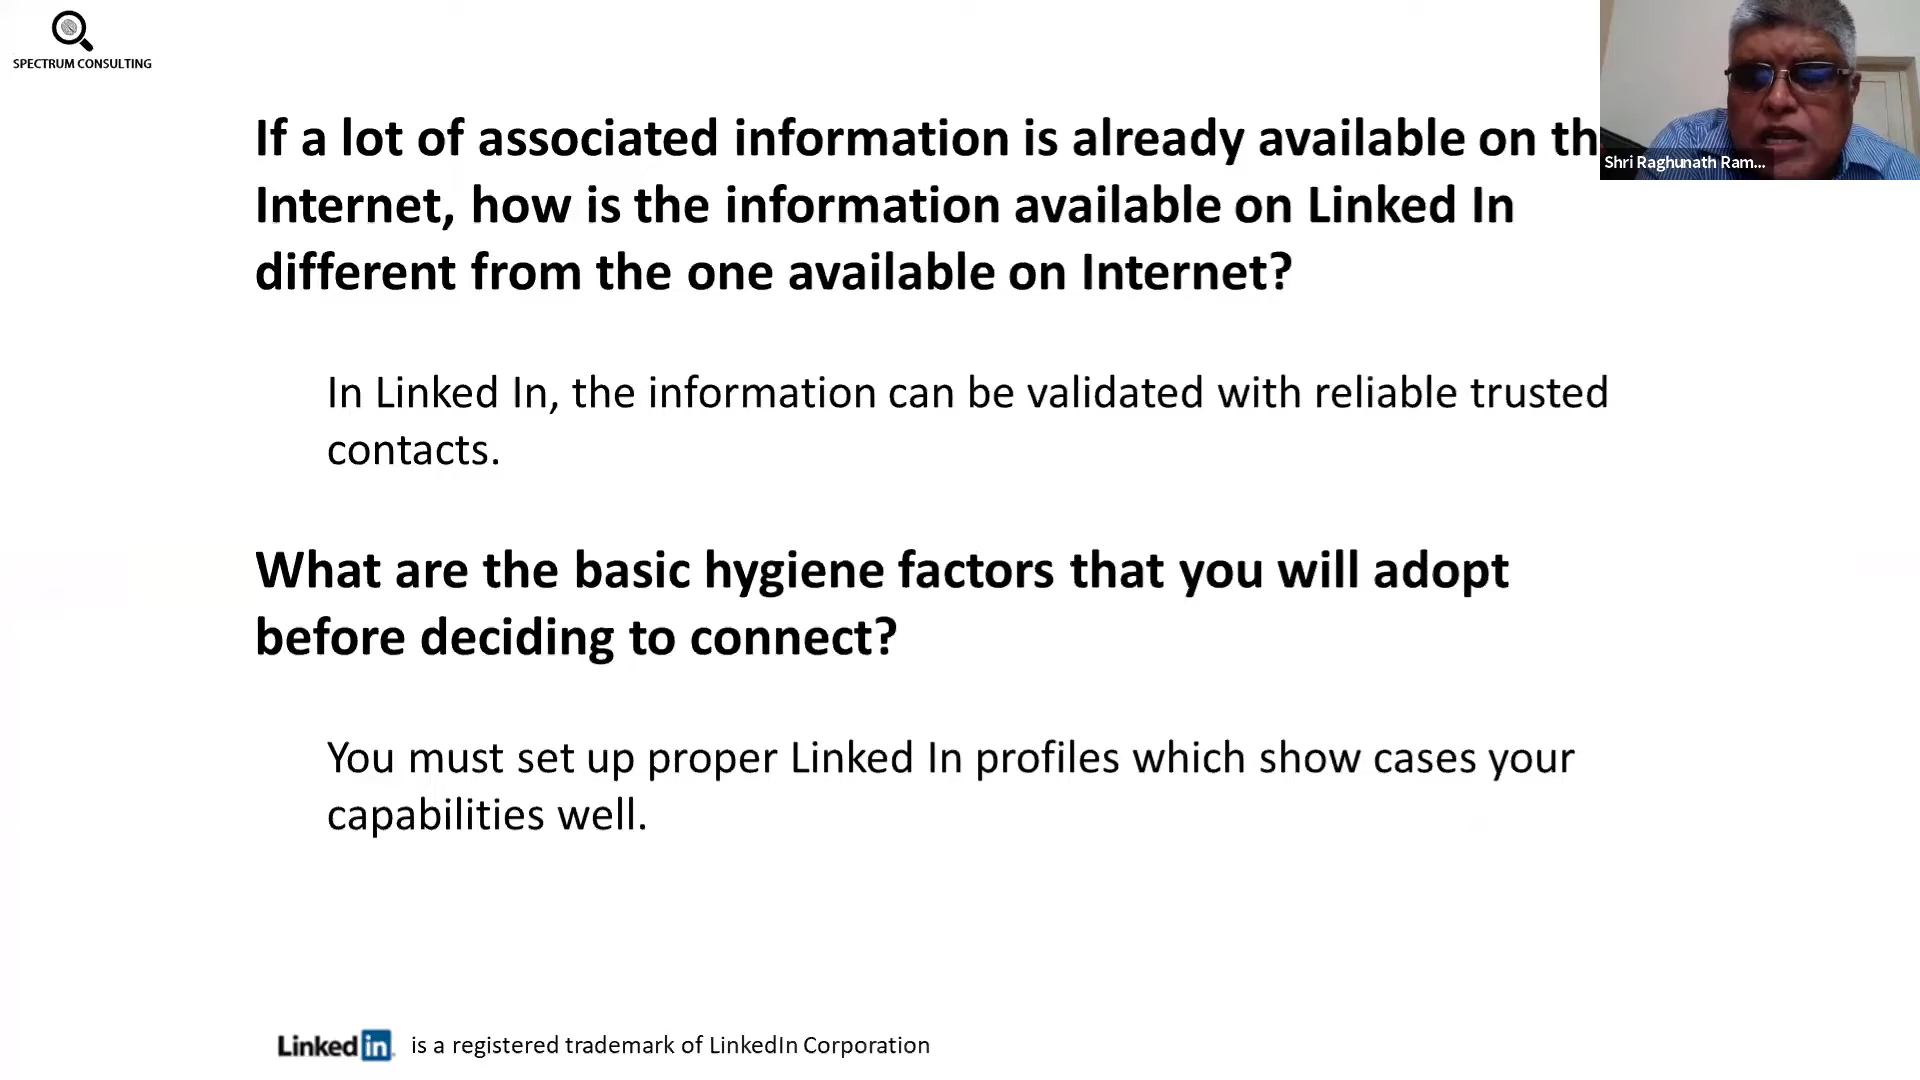 SPECTRUM CONSULTING
If a lot of associated information is already available on th
Internet, how is the information available on Linked In
different from the one available on Internet?
Shri Raghunath Ram...
In Linked In, the information can be validated with reliable trusted
contacts.
What are the basic hygiene factors that you will adopt
before deciding to connect?
You must set up proper Linked In profiles which show cases your
capabilities well.
Linked in is a registered trademark of LinkedIn Corporation